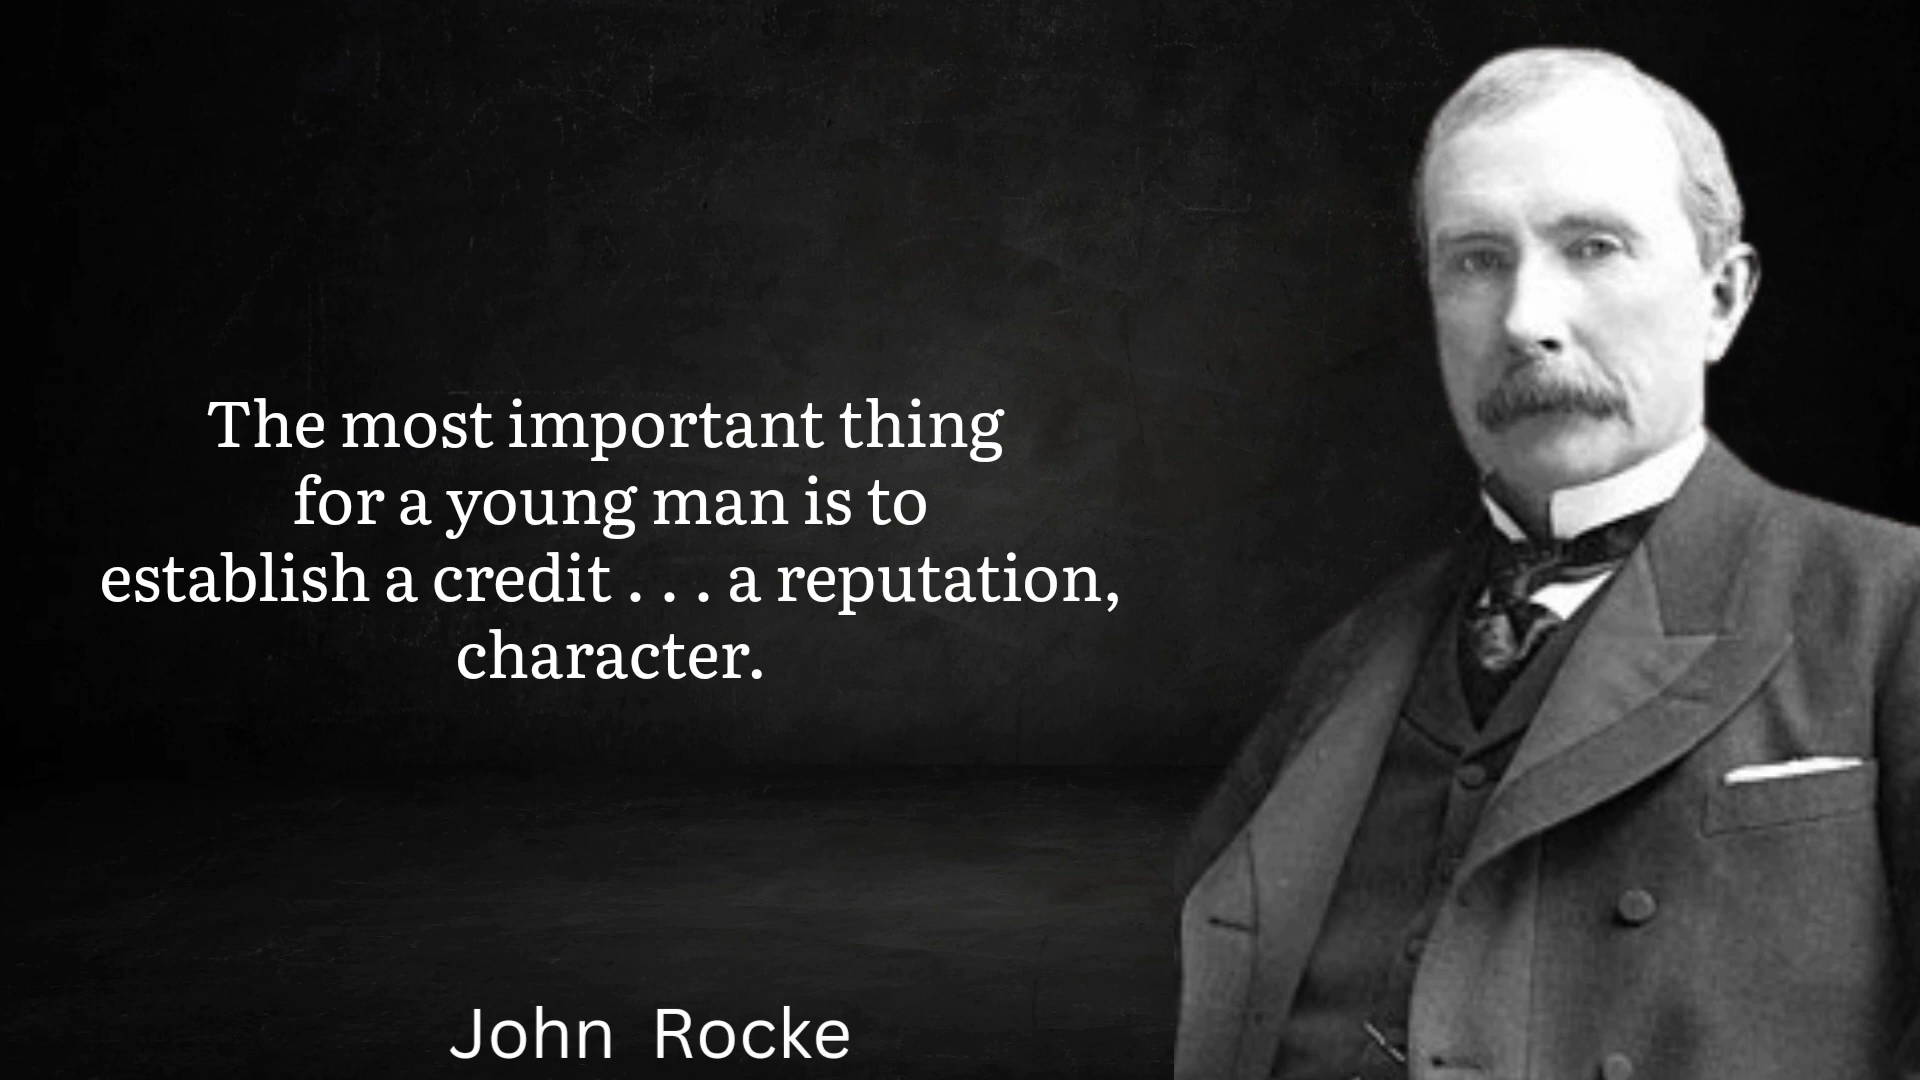 The most important thing
for a young man is to
establish a credit . . . a reputation,
character.
John Rocke